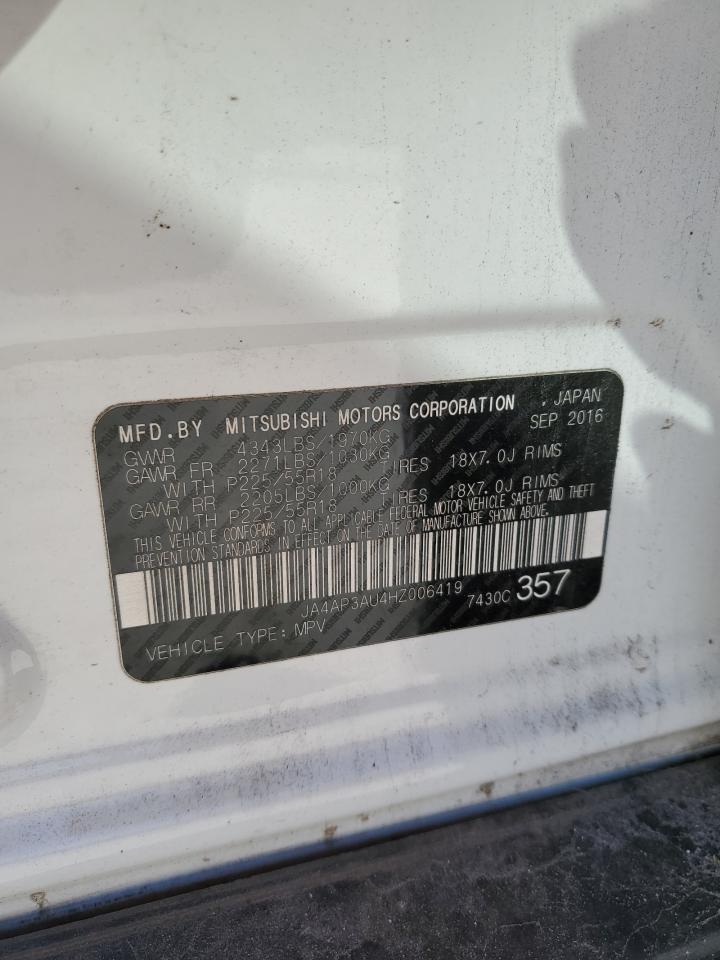 MFD.BY MITSUBISHI MOTORS CORPORATION . JAPAN
SEP 2016
GVWR 4343LBS/1970KG
GAWR FR 2271LBS/1030KG
WITH P225/55R18 TIRES 18X7.0J RIMS
GAWR RR 2205LBS/1000KG
WITH P225/55R18 TIRES 18X7.0J RIMS
THIS VEHICLE CONFORMS TO ALL APPLICABLE FEDERAL MOTOR VEHICLE SAFETY AND THEFT
PREVENTION STANDARDS IN EFFECT ON THE DATE OF MANUFACTURE SHOWN ABOVE.
JA4AP3AU4HZ006419 7430C 357
VEHICLE TYPE: MPV